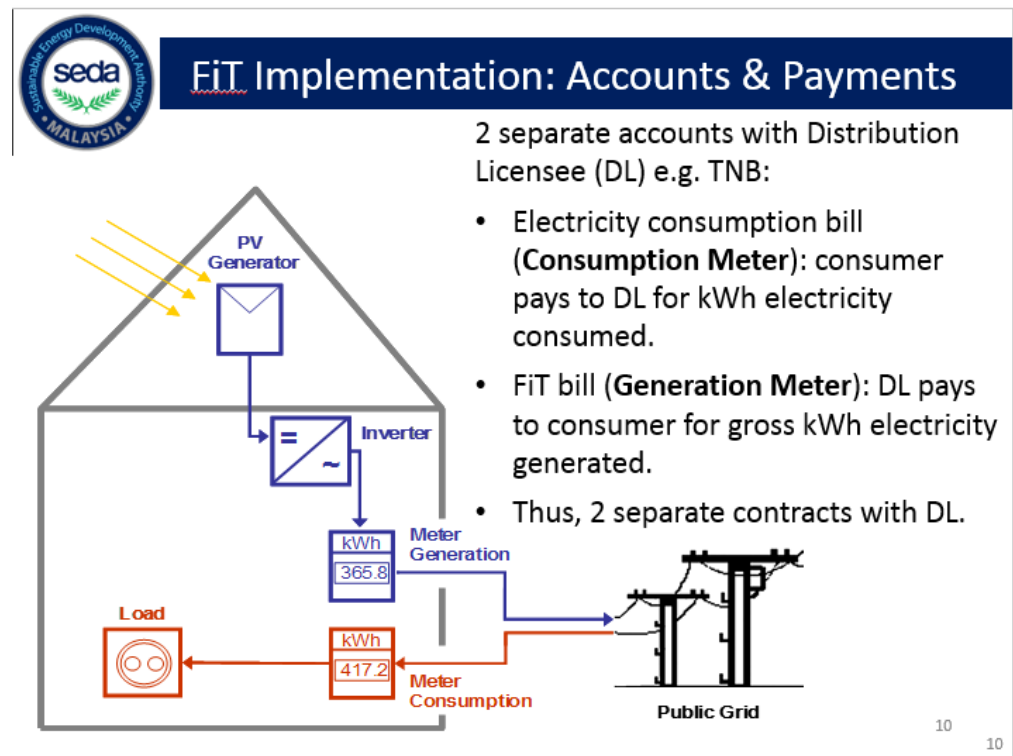 Sustainable Energy Development Authority
seda
• MALAYSIA •
FiT Implementation: Accounts & Payments
2 separate accounts with Distribution
Licensee (DL) e.g. TNB:
• Electricity consumption bill
(Consumption Meter): consumer
pays to DL for kWh electricity
consumed.
• FiT bill (Generation Meter): DL pays
to consumer for gross kWh electricity
generated.
• Thus, 2 separate contracts with DL.
PV
Generator
=
~
Inverter
kWh
365.8
Meter
Generation
Load
kWh
417.2
Meter
Consumption
Public Grid
10
10